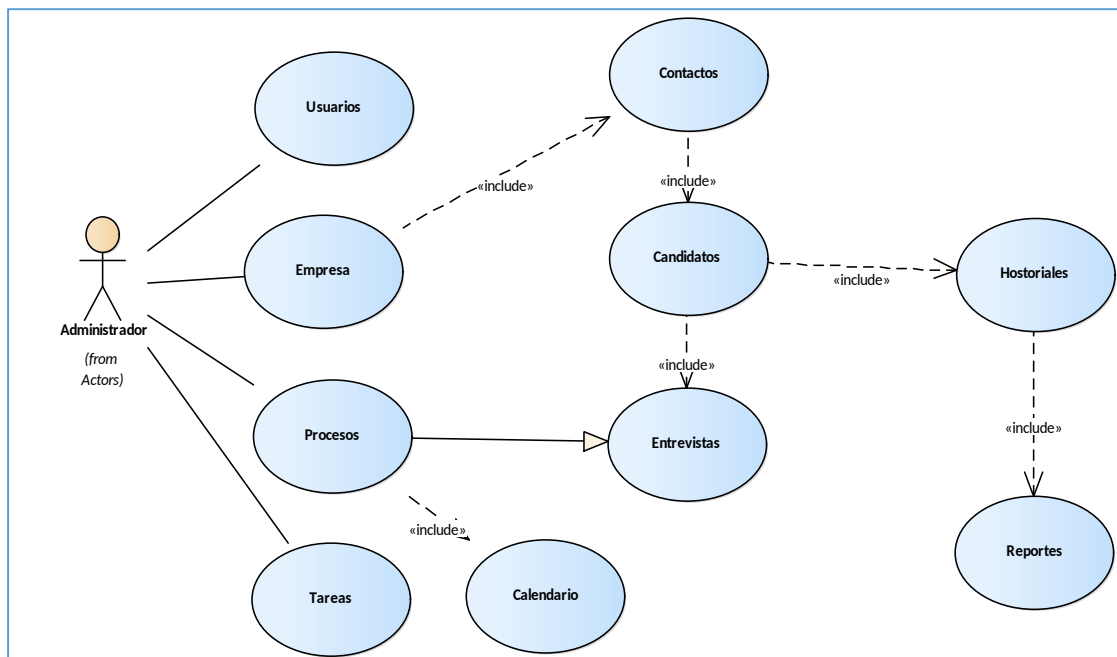 Contactos
Usuarios
«include»
«include»
Candidatos
Empresa
Hostoriales
«include»
Administrador
(from
Actors)
«include»
Procesos
Entrevistas
«include»
«include»
Reportes
Tareas
Calendario